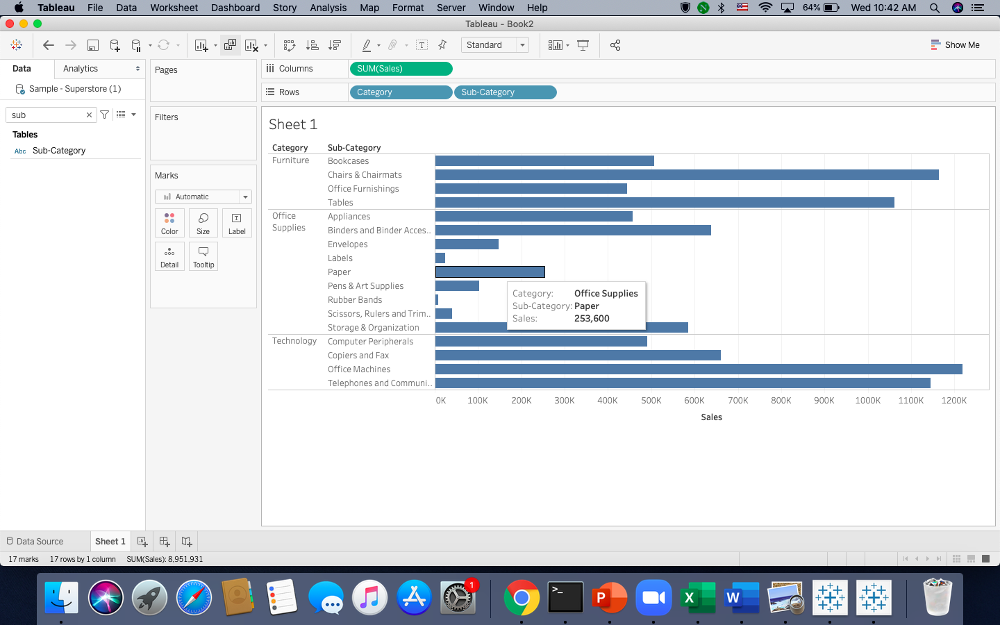 Tableau File Data Worksheet Dashboard Story Analysis Map Format Server Window Help 64% Wed 10:42 AM
Tableau - Book2
Standard Show Me
Data Analytics
Sample - Superstore (1)
sub
Tables
Abc Sub-Category
Pages
Filters
Marks
Automatic
Color Size Label
Detail Tooltip
Columns SUM(Sales)
Rows Category Sub-Category
Sheet 1
Category Sub-Category
Furniture Bookcases
Chairs & Chairmats
Office Furnishings
Tables
Office Supplies Appliances
Binders and Binder Acces..
Envelopes
Labels
Paper
Pens & Art Supplies
Rubber Bands
Scissors, Rulers and Trim..
Storage & Organization
Category: Office Supplies
Sub-Category: Paper
Sales: 253,600
Technology Computer Peripherals
Copiers and Fax
Office Machines
Telephones and Communi..
0K 100K 200K 300K 400K 500K 600K 700K 800K 900K 1000K 1100K 1200K
Sales
Data Source Sheet 1
17 marks 17 rows by 1 column SUM(Sales): 8,951,931
1
>_
P
X
W